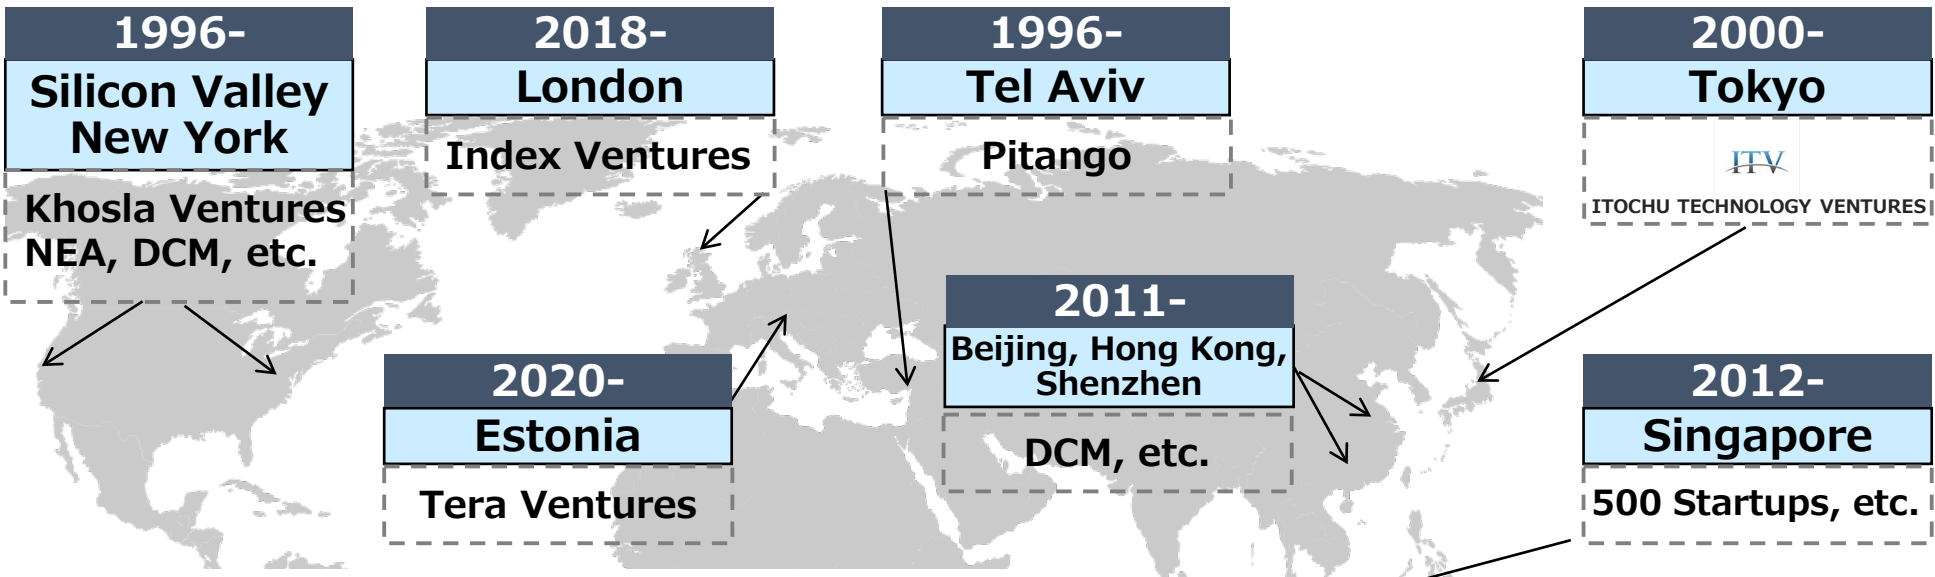 1996-
Silicon Valley
New York
Khosla Ventures
NEA, DCM, etc.
2018-
London
Index Ventures
1996-
Tel Aviv
Pitango
2000-
Tokyo
ITV
ITOCHU TECHNOLOGY VENTURES
2020-
Estonia
Tera Ventures
2011-
Beijing, Hong Kong,
Shenzhen
DCM, etc.
2012-
Singapore
500 Startups, etc.